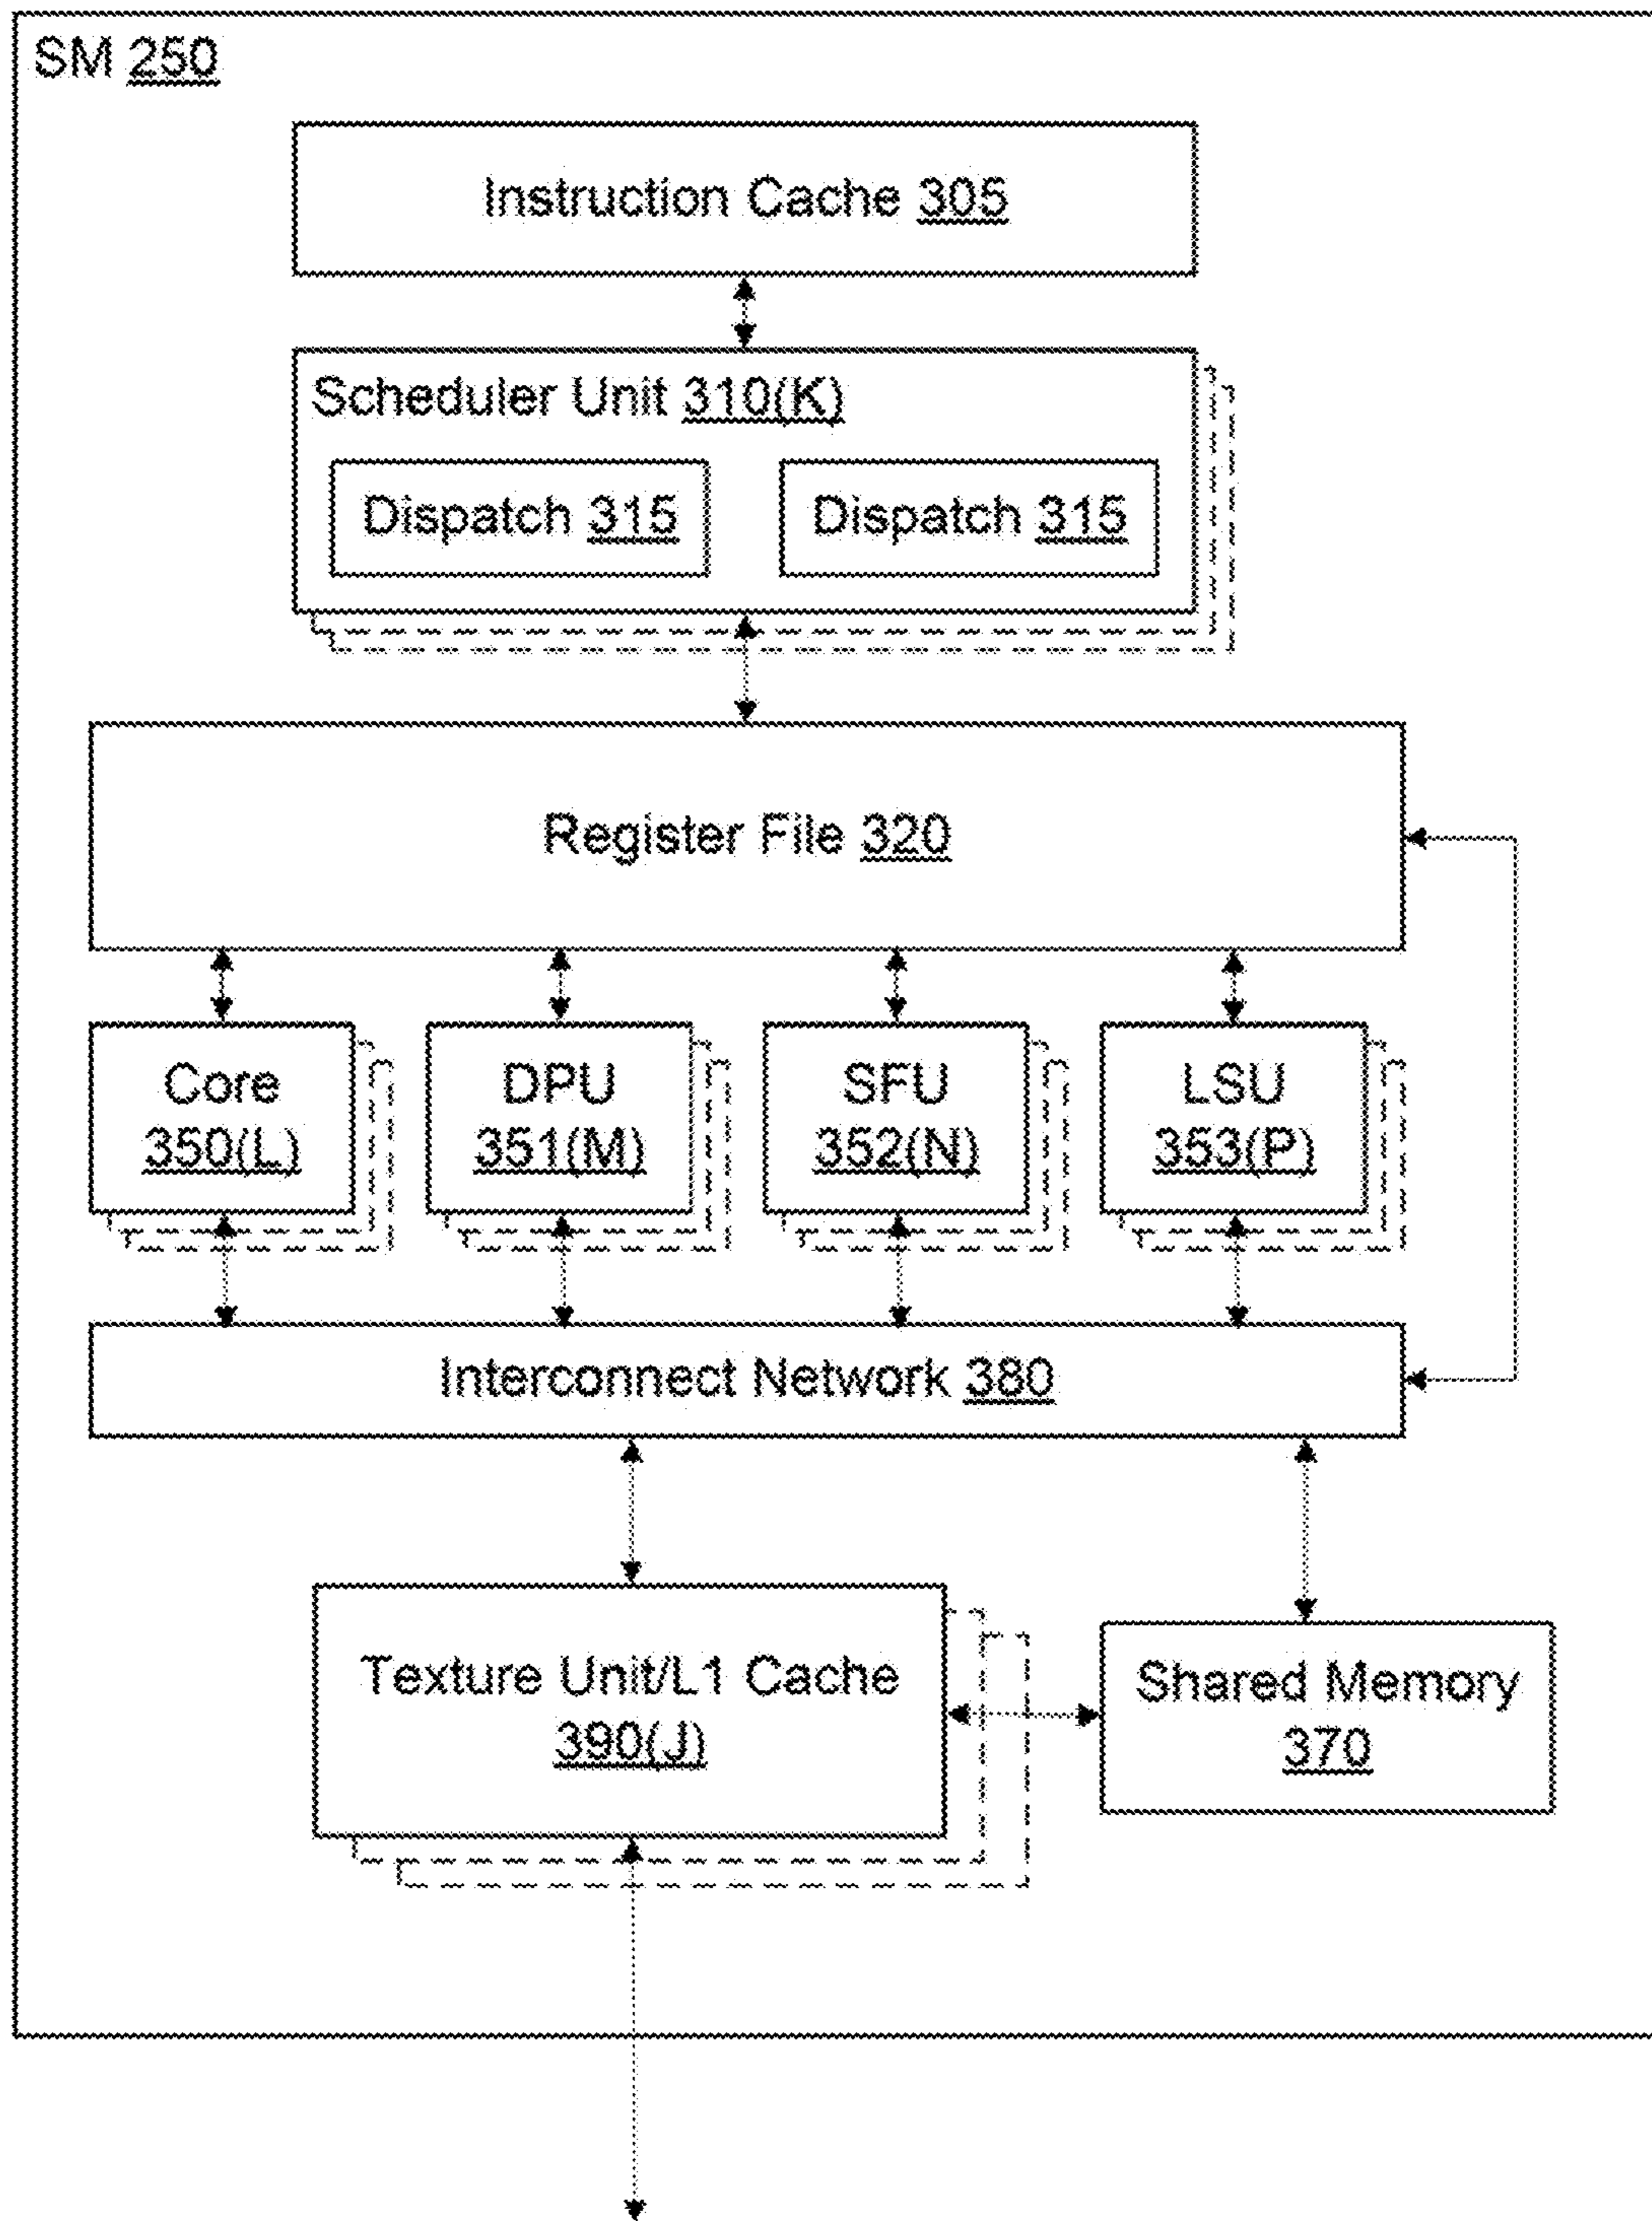 SM 250
Instruction Cache 305
Scheduler Unit 310(K)
Dispatch 315
Dispatch 315
Register File 320
Core
350(L)
DPU
351(M)
SFU
352(N)
LSU
353(P)
Interconnect Network 380
Texture Unit/L1 Cache
390(J)
Shared Memory
370